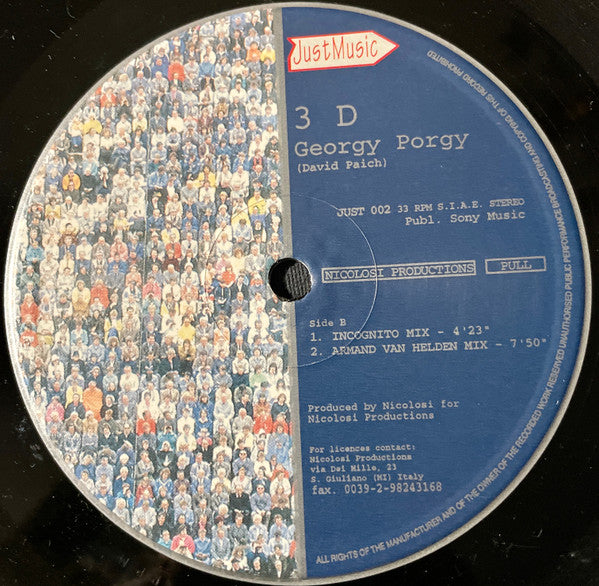 JustMusic
3 D
Georgy Porgy
(David Paich)
JUST 002 33 RPM S.I.A.E. STEREO
Publ. Sony Music
NICOLOSI PRODUCTIONS PULL
Side B
1. INCOGNITO MIX - 4'23"
2. ARMAND VAN HELDEN MIX - 7'50"
Produced by Nicolosi for
Nicolosi Productions
For licences contact:
Nicolosi Productions
via Dei Mille, 23
S. Giuliano (MI) Italy
fax. 0039-2-98243168
ALL RIGHTS OF THE MANUFACTURER AND OF THE OWNER OF THE RECORDED WORK RESERVED UNAUTHORISED PUBLIC PERFORMANCE BROADCASTING AND COPYING OF THIS RECORD PROHIBITED